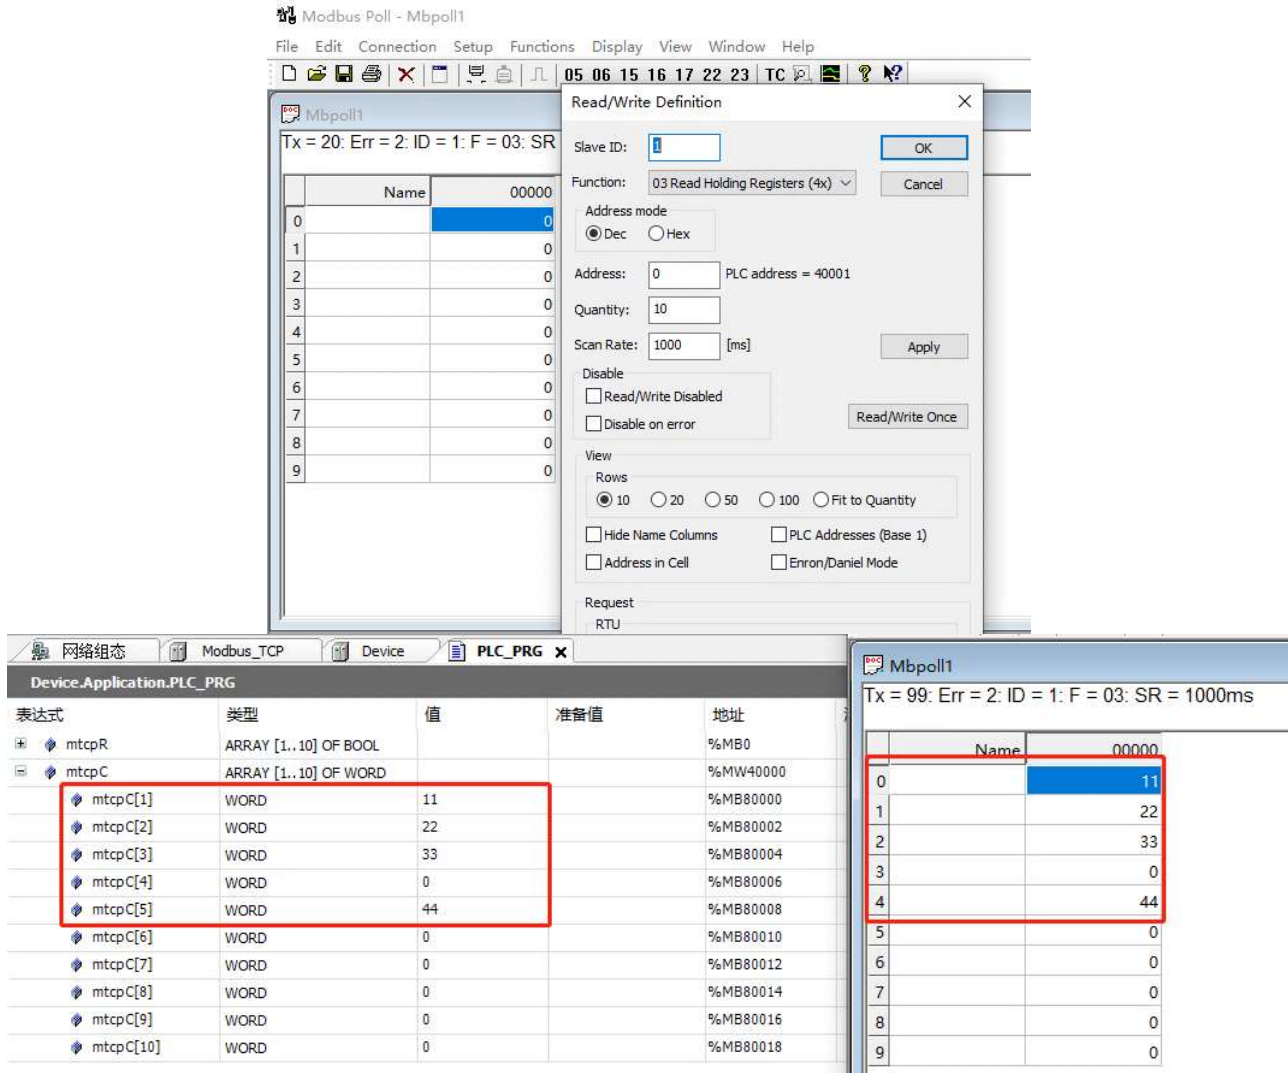 Modbus Poll - Mbpoll1
File Edit Connection Setup Functions Display View Window Help
05 06 15 16 17 22 23 TC
Mbpoll1
Tx = 20: Err = 2: ID = 1: F = 03: SR
Name 00000
0 0
1 0
2 0
3 0
4 0
5 0
6 0
7 0
8 0
9 0
Read/Write Definition
Slave ID: 1 OK
Function: 03 Read Holding Registers (4x) Cancel
Address mode
Dec Hex
Address: 0 PLC address = 40001
Quantity: 10
Scan Rate: 1000 [ms] Apply
Disable
Read/Write Disabled
Disable on error Read/Write Once
View
Rows
10 20 50 100 Fit to Quantity
Hide Name Columns PLC Addresses (Base 1)
Address in Cell Enron/Daniel Mode
Request
RTU
网络组态 Modbus_TCP Device PLC_PRG
Device.Application.PLC_PRG
表达式 类型 值 准备值 地址
mtcpR ARRAY [1..10] OF BOOL %MB0
mtcpC ARRAY [1..10] OF WORD %MW40000
mtcpC[1] WORD 11 %MB80000
mtcpC[2] WORD 22 %MB80002
mtcpC[3] WORD 33 %MB80004
mtcpC[4] WORD 0 %MB80006
mtcpC[5] WORD 44 %MB80008
mtcpC[6] WORD 0 %MB80010
mtcpC[7] WORD 0 %MB80012
mtcpC[8] WORD 0 %MB80014
mtcpC[9] WORD 0 %MB80016
mtcpC[10] WORD 0 %MB80018
Mbpoll1
Tx = 99: Err = 2: ID = 1: F = 03: SR = 1000ms
Name 00000
0 11
1 22
2 33
3 0
4 44
5 0
6 0
7 0
8 0
9 0